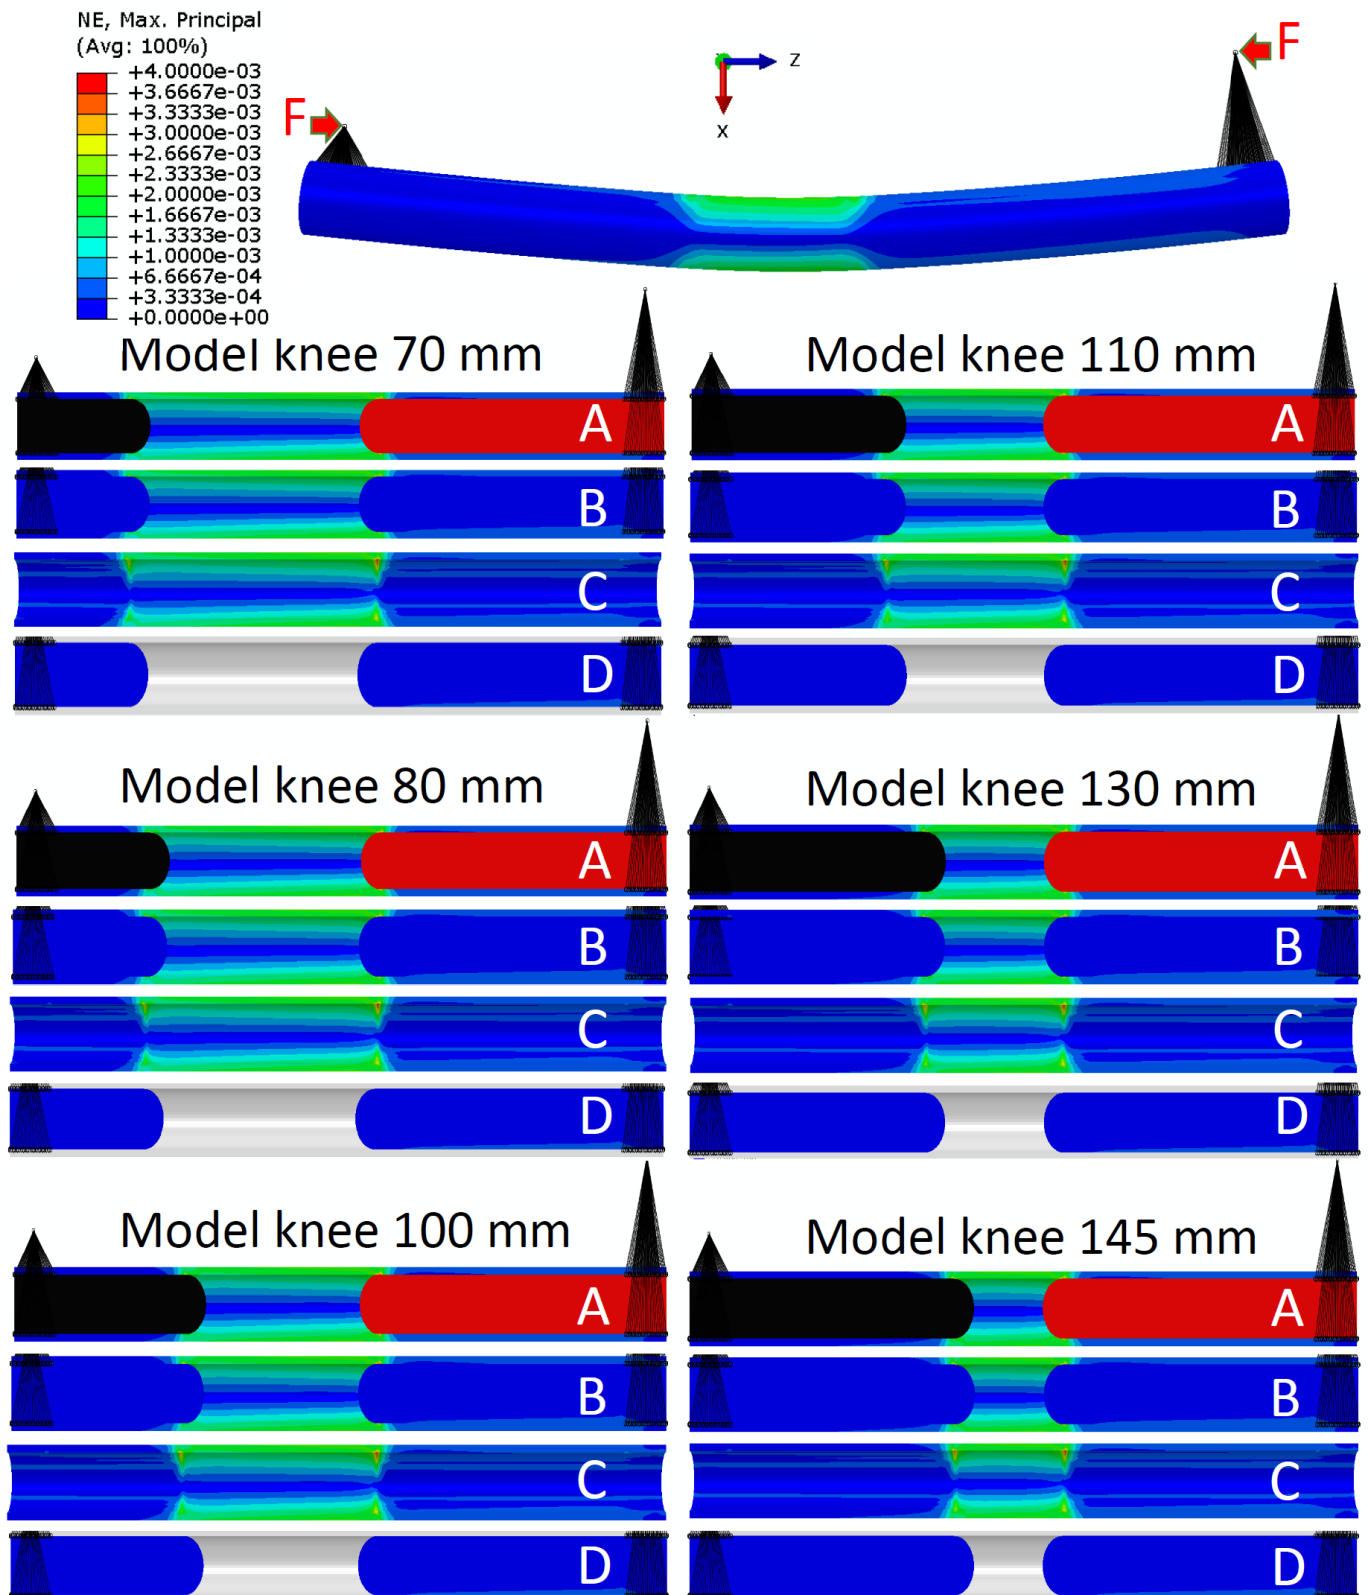 NE, Max. Principal
(Avg: 100%)
+4.0000e-03
+3.6667e-03
+3.3333e-03
+3.0000e-03
+2.6667e-03
+2.3333e-03
+2.0000e-03
+1.6667e-03
+1.3333e-03
+1.0000e-03
+6.6667e-04
+3.3333e-04
+0.0000e+00
F
F
Z
X
Model knee 70 mm
A
B
C
D
Model knee 110 mm
A
B
C
D
Model knee 80 mm
A
B
C
D
Model knee 130 mm
A
B
C
D
Model knee 100 mm
A
B
C
D
Model knee 145 mm
A
B
C
D